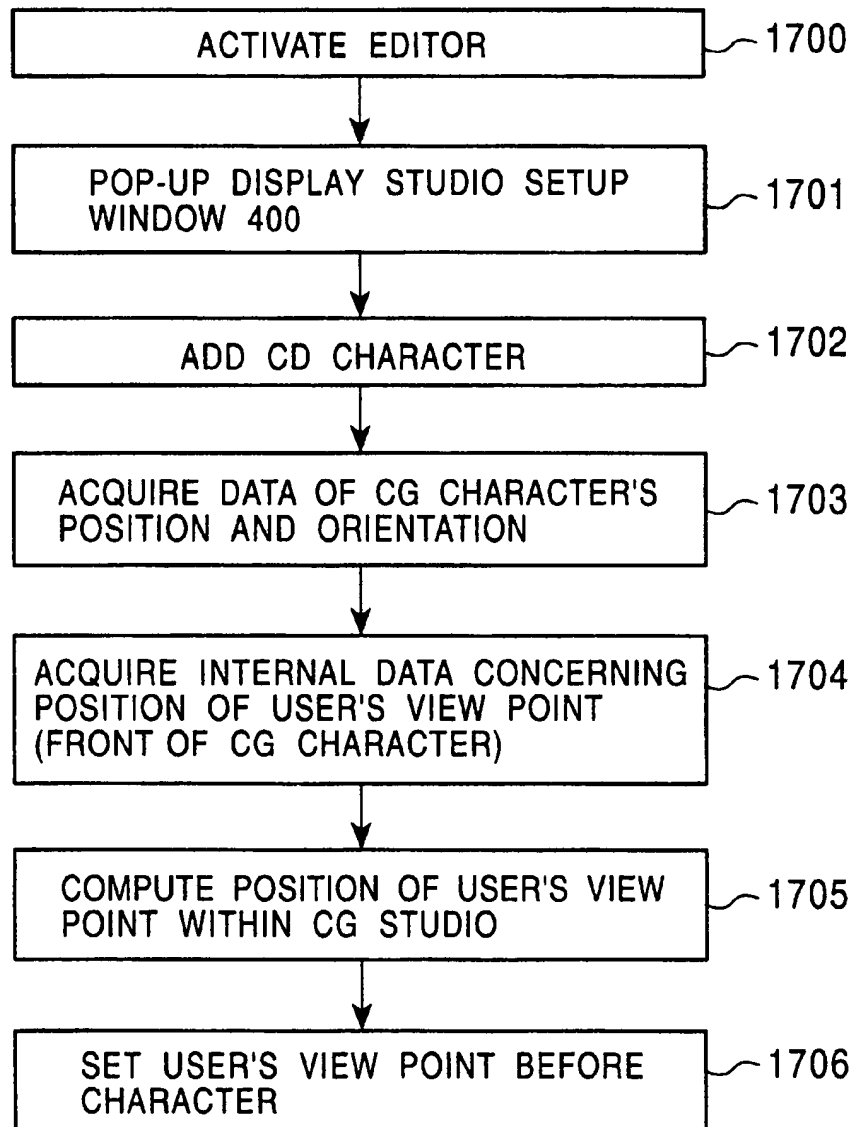 ACTIVATE EDITOR
1700
POP-UP DISPLAY STUDIO SETUP
WINDOW 400
1701
ADD CD CHARACTER
1702
ACQUIRE DATA OF CG CHARACTER'S
POSITION AND ORIENTATION
1703
ACQUIRE INTERNAL DATA CONCERNING
POSITION OF USER'S VIEW POINT
(FRONT OF CG CHARACTER)
1704
COMPUTE POSITION OF USER'S VIEW
POINT WITHIN CG STUDIO
1705
SET USER'S VIEW POINT BEFORE
CHARACTER
1706